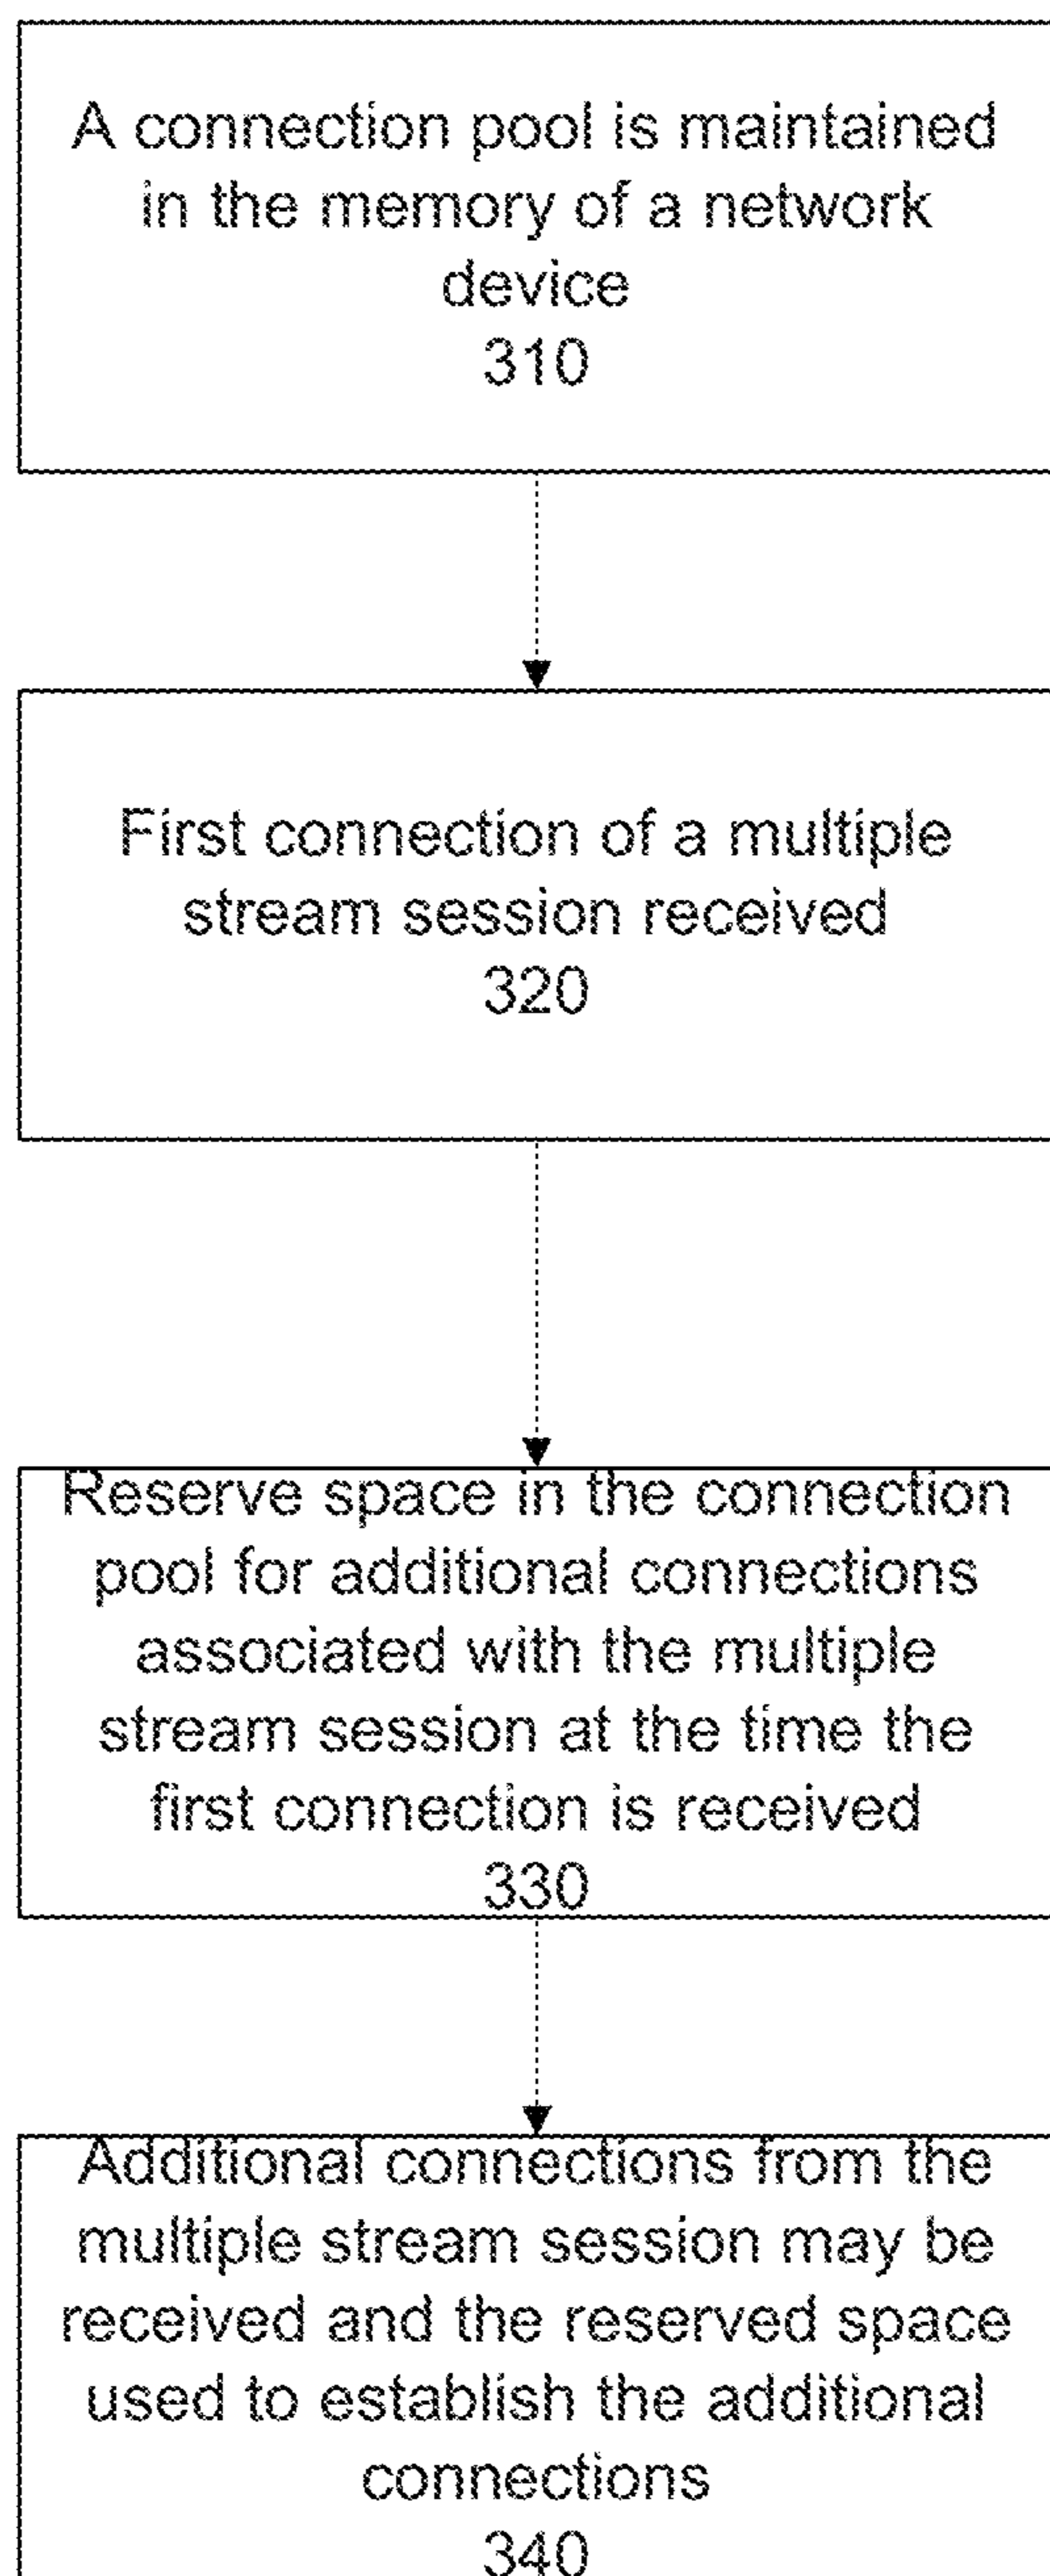 A connection pool is maintained
in the memory of a network
device
310
First connection of a multiple
stream session received
320
Reserve space in the connection
pool for additional connections
associated with the multiple
stream session at the time the
first connection is received
330
Additional connections from the
multiple stream session may be
received and the reserved space
used to establish the additional
connections
340